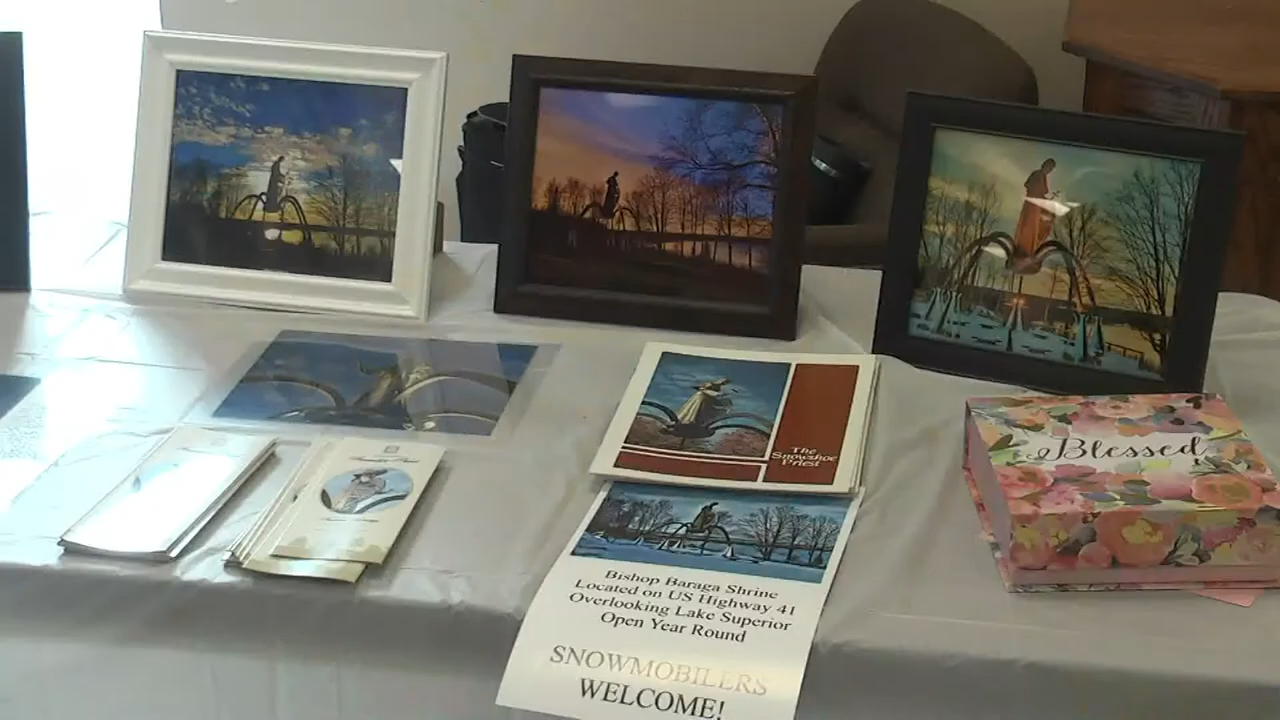 Blessed
The
Snowshoe
Priest
Bishop Baraga Shrine
Located on US Highway 41
Overlooking Lake Superior
Open Year Round
SNOWMOBILERS
WELCOME!